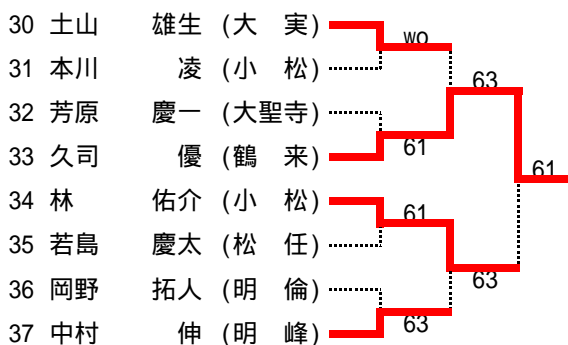 30 土山 雄生 (大 実)
wo
31 本川 凌 (小 松)
63
32 芳原 慶一 (大聖寺)
61
33 久司 優 (鶴 来)
61
34 林 佑介 (小 松)
61
35 若島 慶太 (松 任)
63
36 岡野 拓人 (明 倫)
63
37 中村 伸 (明 峰)